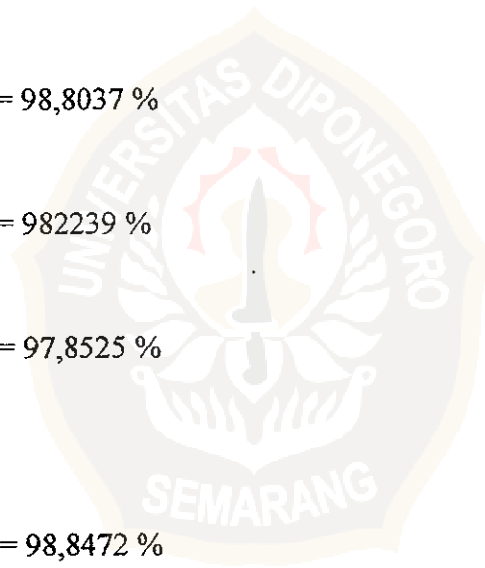 = 98,8037 %
= 982239 %
= 97,8525 %
= 98,8472 %
UNIVERSITAS DIPONEGORO
SEMARANG